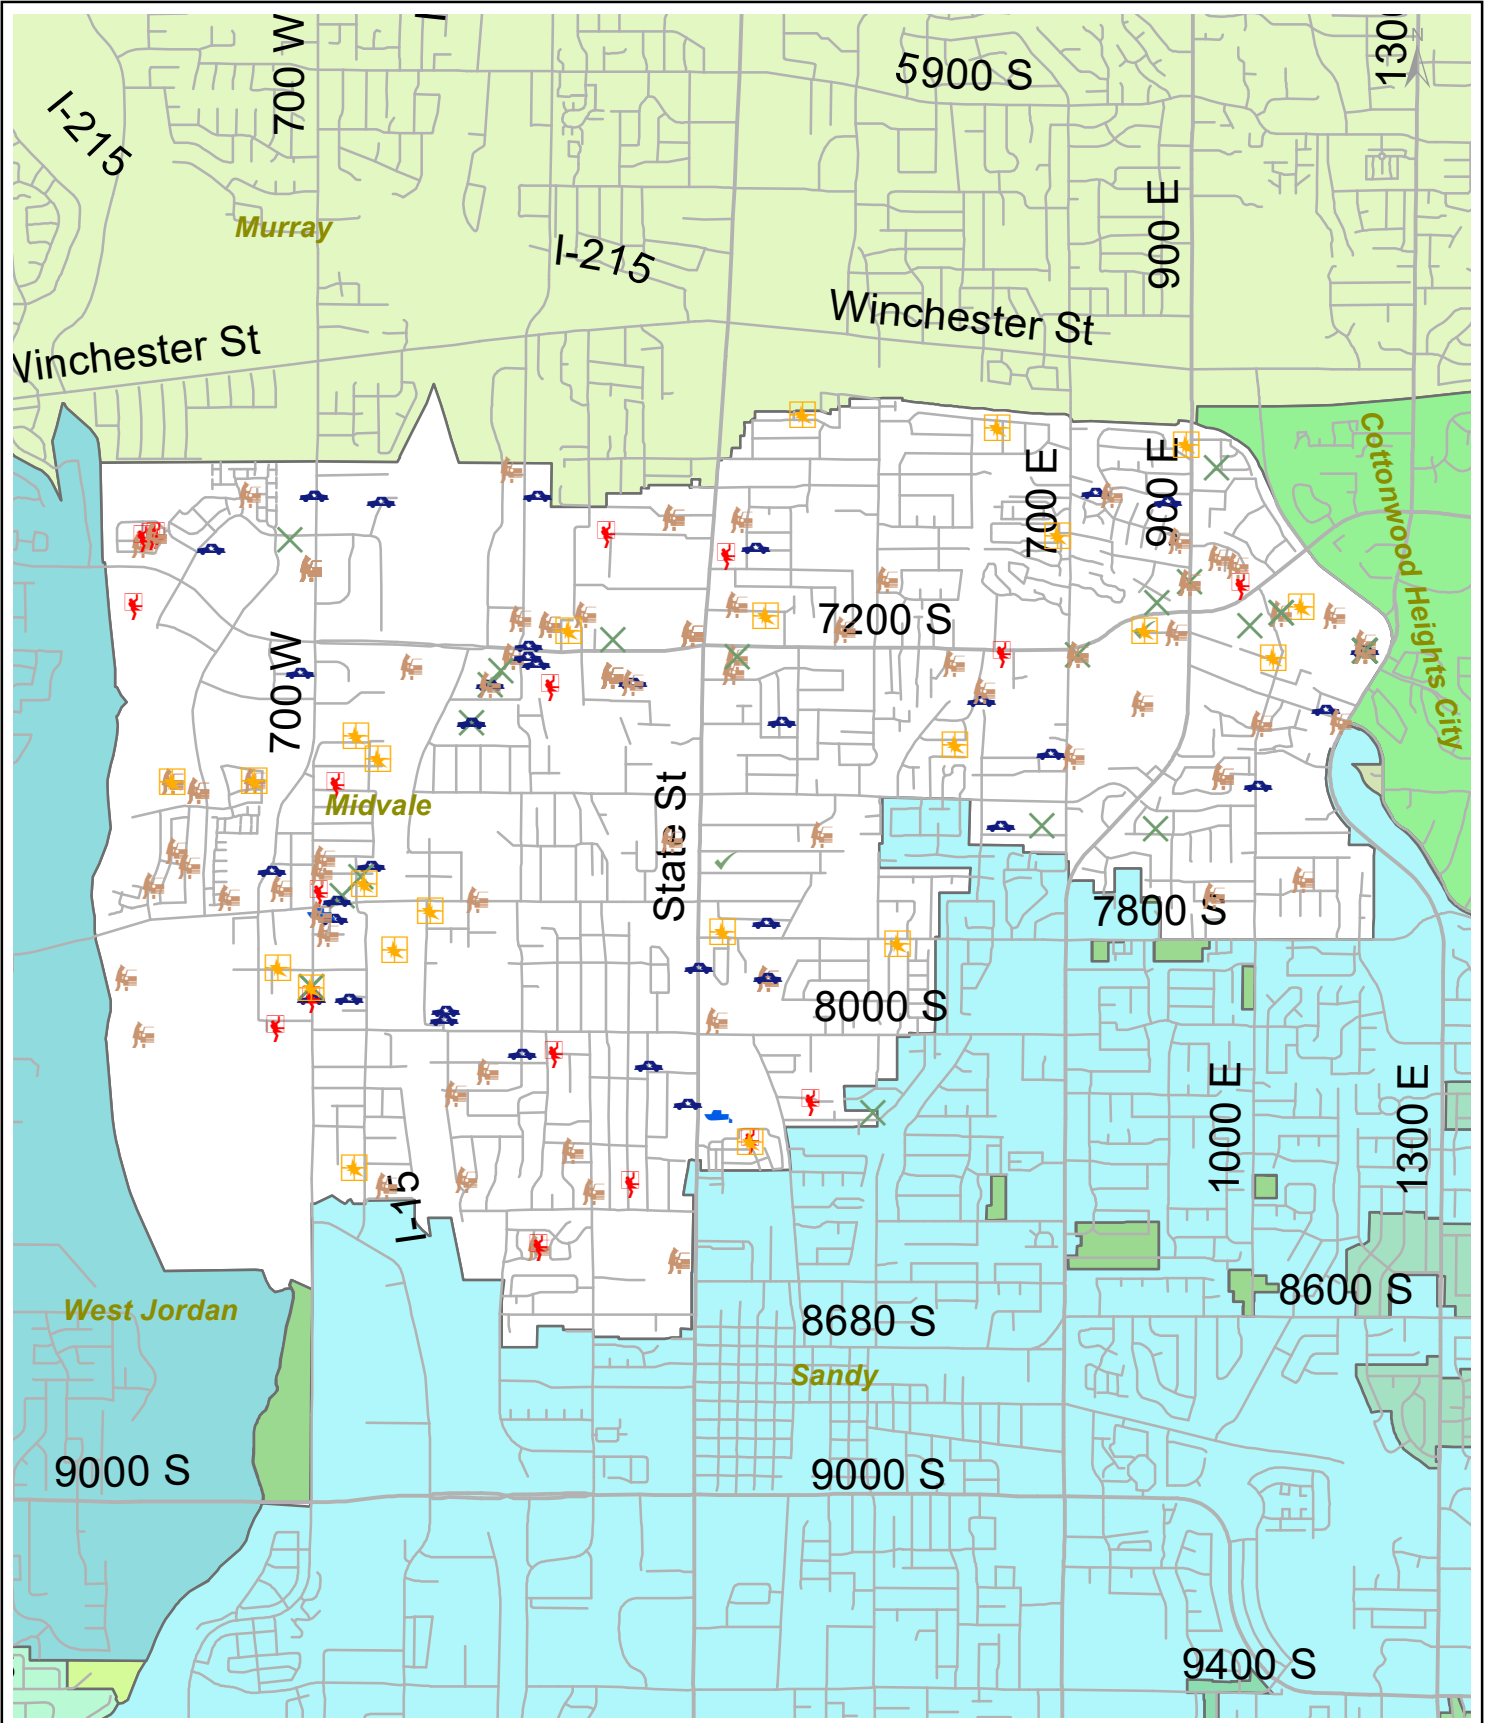 700 W
5900 S
1300
I-215
Murray
900 E
I-215
Winchester St
Winchester St
Cottonwood Heights City
700 E
900 E
7200 S
700 W
Midvale
State St
7800 S
8000 S
1000 E
1300 E
I-15
West Jordan
8600 S
8680 S
Sandy
9000 S
9000 S
9400 S